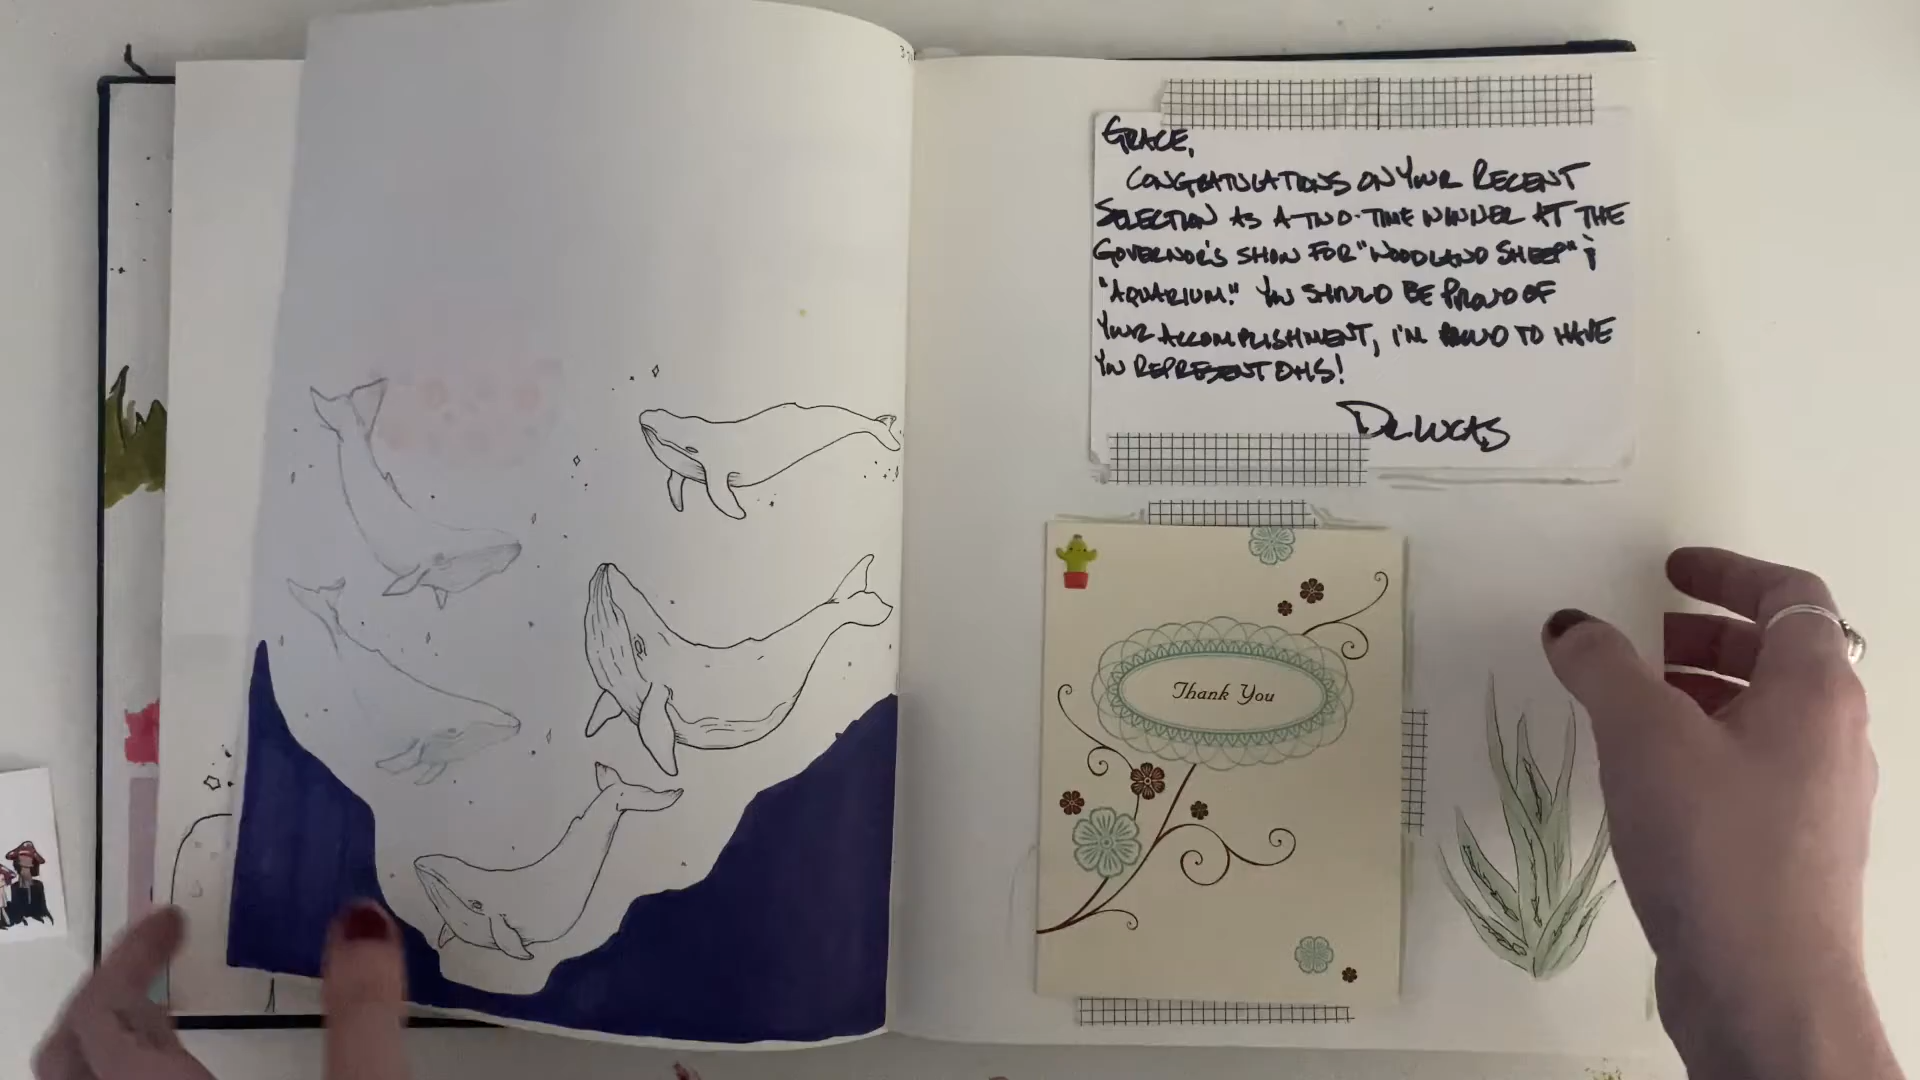 GRACE,
CONGRATULATIONS ON YOUR RECENT
SELECTION AS A TWO-TIME WINNER AT THE
GOVERNOR'S SHOW FOR "WOODLAND SHEEP" &
"AQUARIUM." YOU SHOULD BE PROUD OF
YOUR ACCOMPLISHMENT, I'M PROUD TO HAVE
YOU REPRESENT OHS!
DR. LUCAS
Thank You